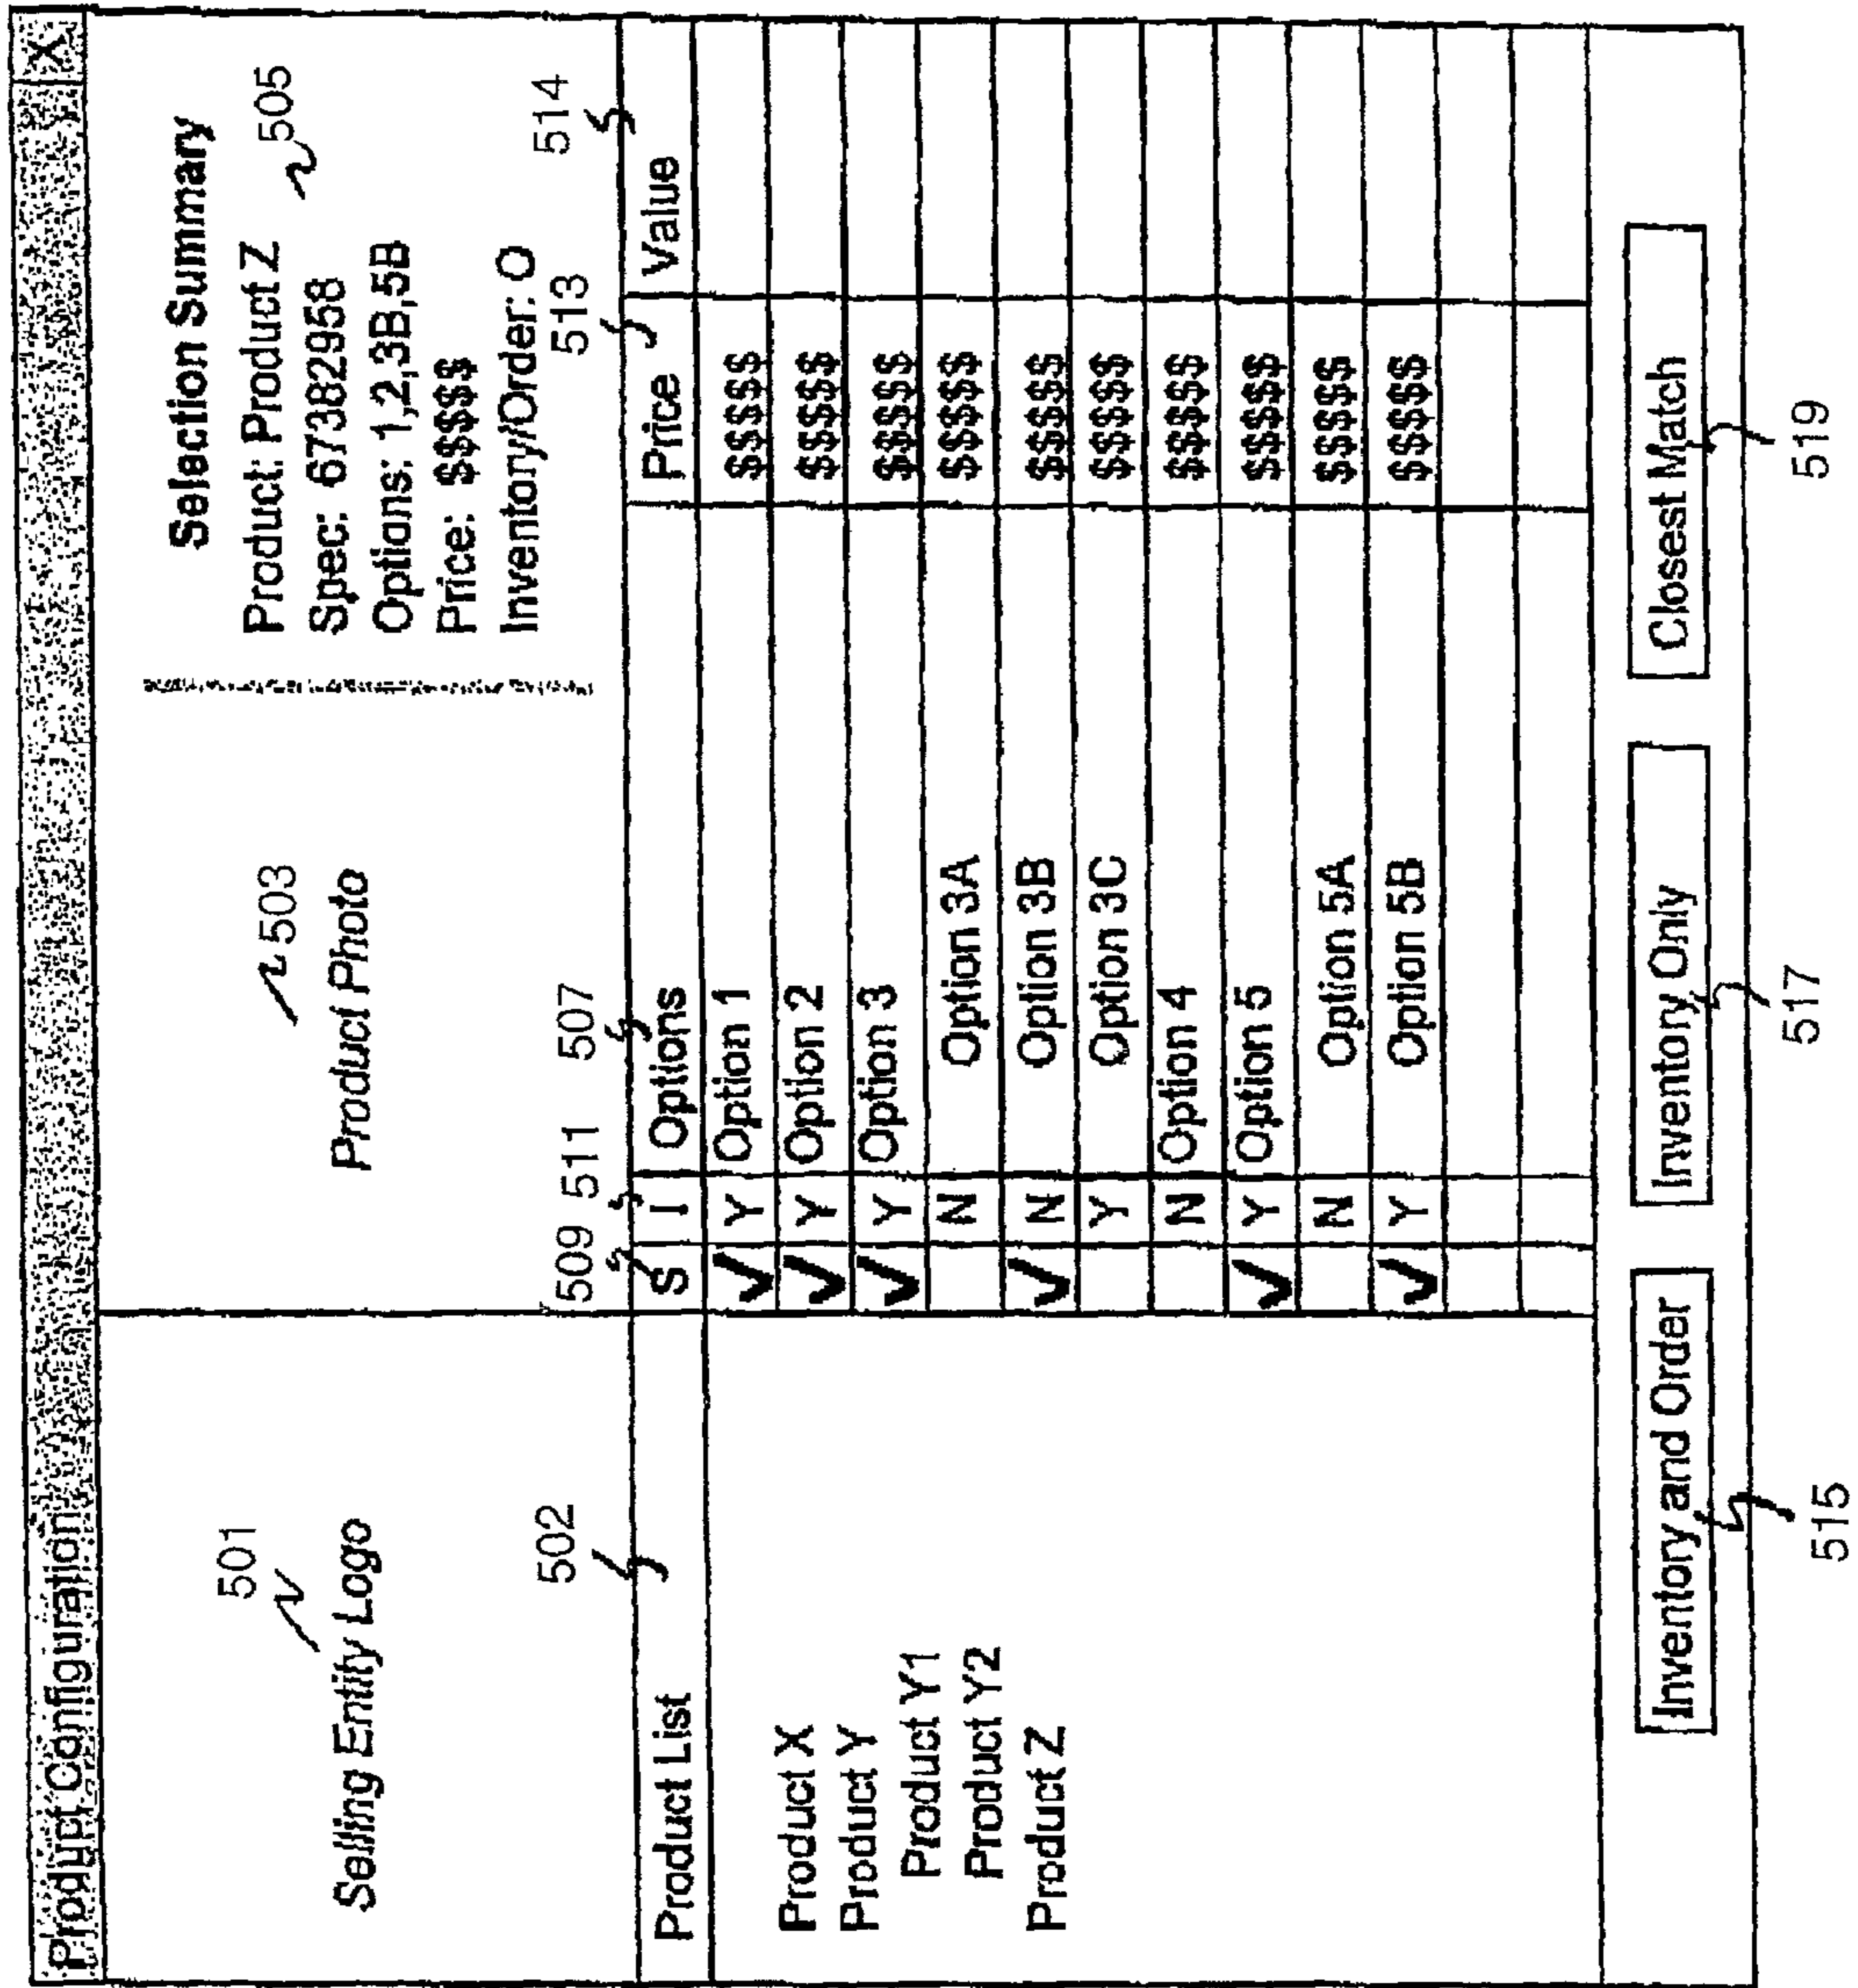 Product Configuration X
501
Selling Entity Logo
503
Product Photo
Selection Summary
Product: Product Z
505
Spec: 67382958
Options: 1,2,3B,5B
Price: $$$$$
Inventory/Order: O
502
509 511 507
513
514
Product List S I Options Price Value
Y Option 1 $$$$$
Y Option 2 $$$$$
Y Option 3 $$$$$
N Option 3A $$$$$
N Option 3B $$$$$
Y Option 3C $$$$$
N Option 4 $$$$$
Y Option 5 $$$$$
N Option 5A $$$$$
Y Option 5B $$$$$
Product X
Product Y
Product Y1
Product Y2
Product Z
Inventory and Order Inventory Only Closest Match
515 517 519